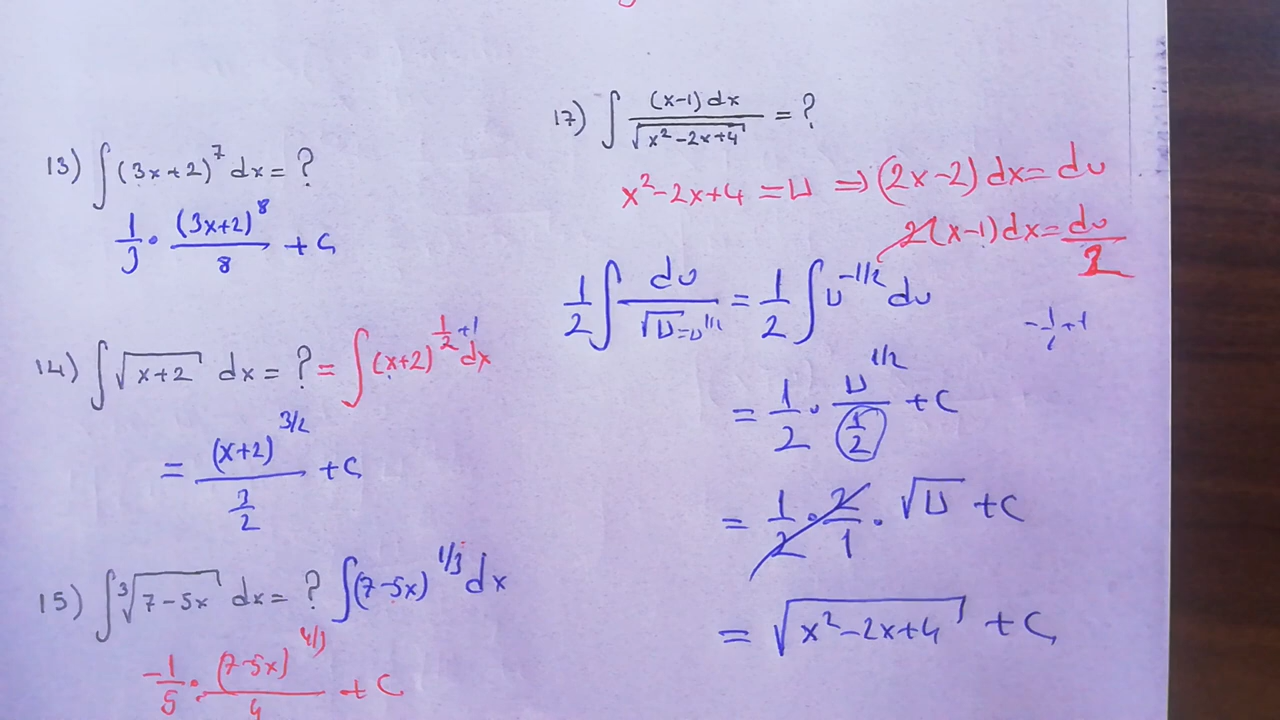 13) ∫(3x+2)^7 dx = ?
1/3 · (3x+2)^8/8 + C
14) ∫√(x+2) dx = ? = ∫(x+2)^(1/2 +1) dx
= (x+2)^(3/2)/(3/2) + C
15) ∫∛(7-5x) dx = ? ∫(7-5x)^(1/3) dx
-1/5 · (7-5x)^(4/3)/4 + C
17) ∫(x-1)dx/√(x²-2x+4) = ?
x²-2x+4 = U ⇒ (2x-2)dx = du
2(x-1)dx = du/2
1/2 ∫du/√U=U^(1/2) = 1/2 ∫U^(-1/2) du
= 1/2 · U^(1/2)/(1/2) + C
= 1/2 · 2/1 · √U + C
= √(x²-2x+4) + C